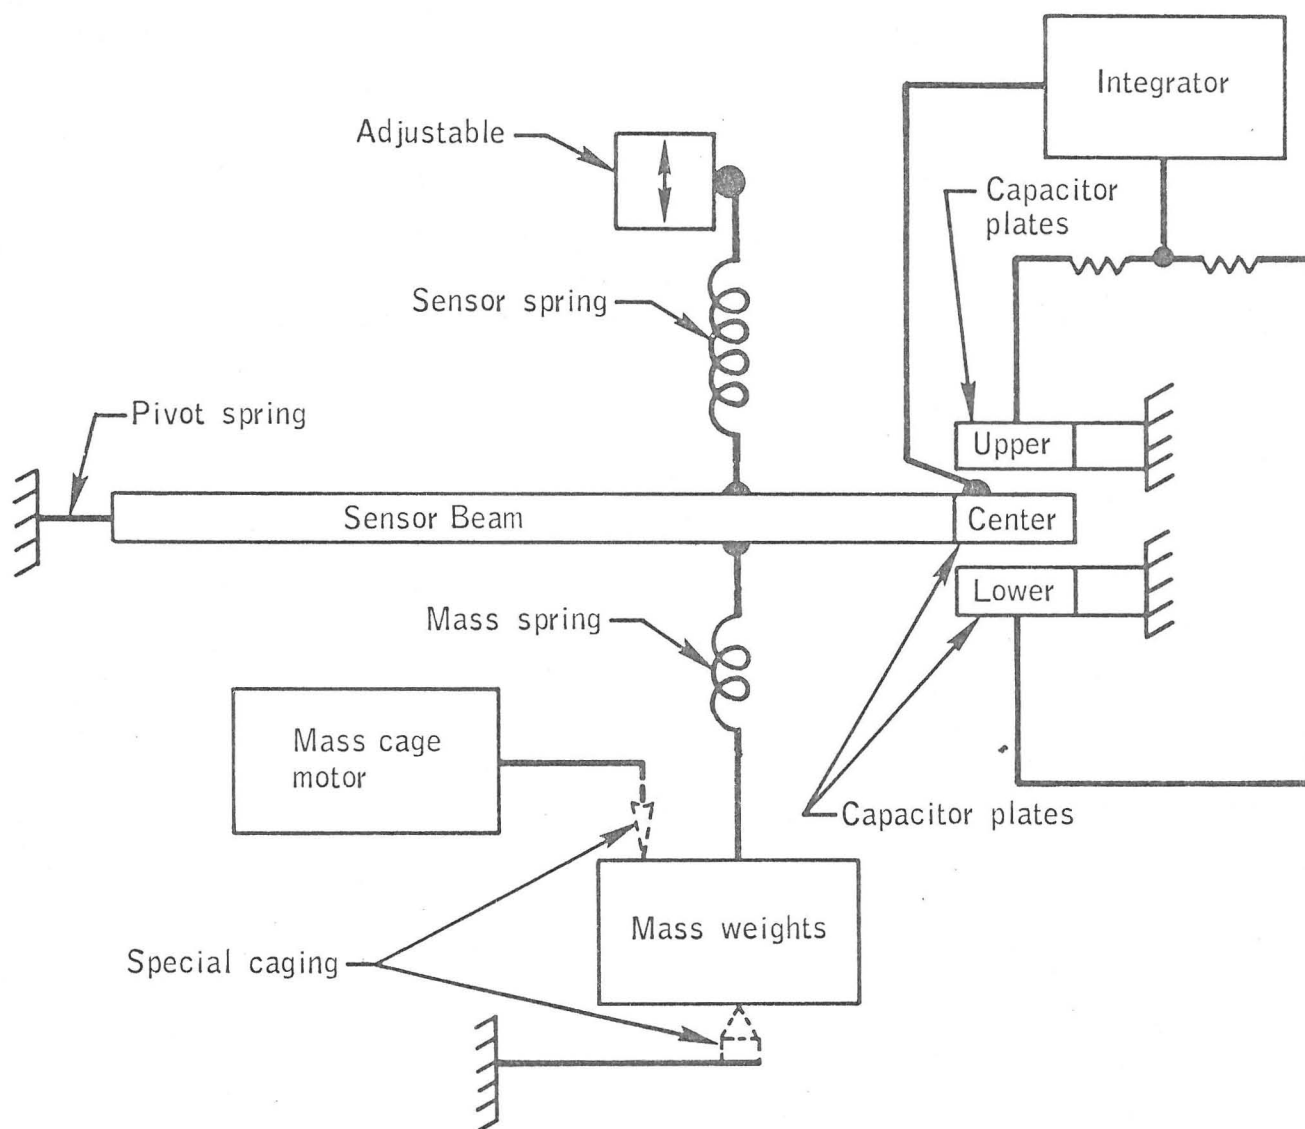 Integrator
Adjustable
Capacitor
plates
Sensor spring
Pivot spring
Upper
Sensor Beam
Center
Lower
Mass spring
Mass cage
motor
Capacitor plates
Mass weights
Special caging